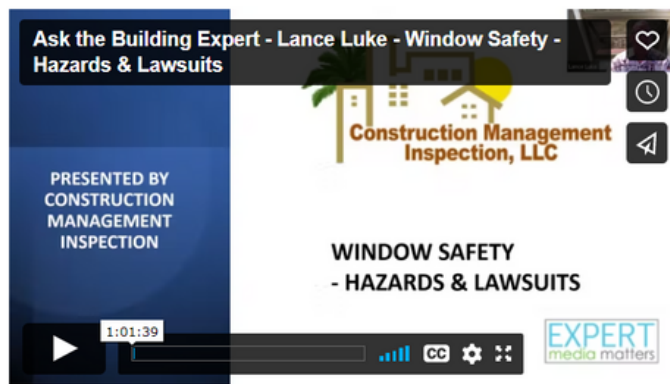 Ask the Building Expert - Lance Luke - Window Safety -
Hazards & Lawsuits
Construction Management
Inspection, LLC
PRESENTED BY
CONSTRUCTION
MANAGEMENT
INSPECTION
WINDOW SAFETY
- HAZARDS & LAWSUITS
1:01:39
CC
EXPERT
media matters